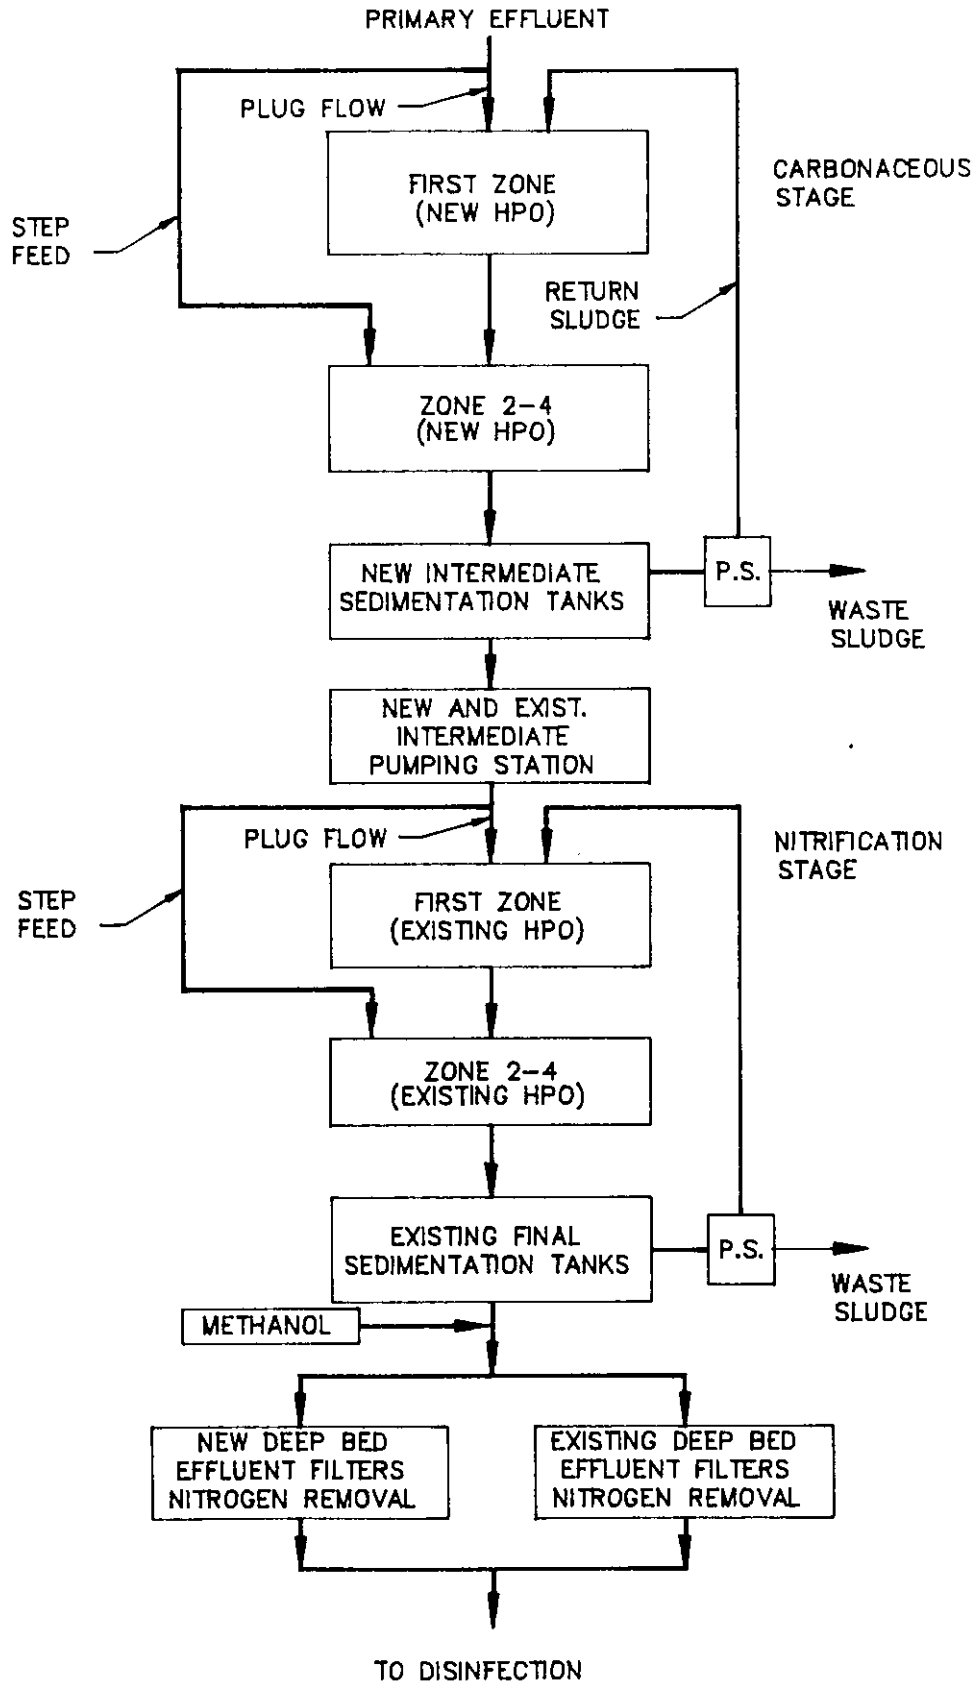 PRIMARY EFFLUENT
PLUG FLOW
FIRST ZONE
(NEW HPO)
CARBONACEOUS
STAGE
STEP
FEED
RETURN
SLUDGE
ZONE 2-4
(NEW HPO)
NEW INTERMEDIATE
SEDIMENTATION TANKS
P.S.
WASTE
SLUDGE
NEW AND EXIST.
INTERMEDIATE
PUMPING STATION
PLUG FLOW
NITRIFICATION
STAGE
STEP
FEED
FIRST ZONE
(EXISTING HPO)
ZONE 2-4
(EXISTING HPO)
EXISTING FINAL
SEDIMENTATION TANKS
P.S.
WASTE
SLUDGE
METHANOL
NEW DEEP BED
EFFLUENT FILTERS
NITROGEN REMOVAL
EXISTING DEEP BED
EFFLUENT FILTERS
NITROGEN REMOVAL
TO DISINFECTION